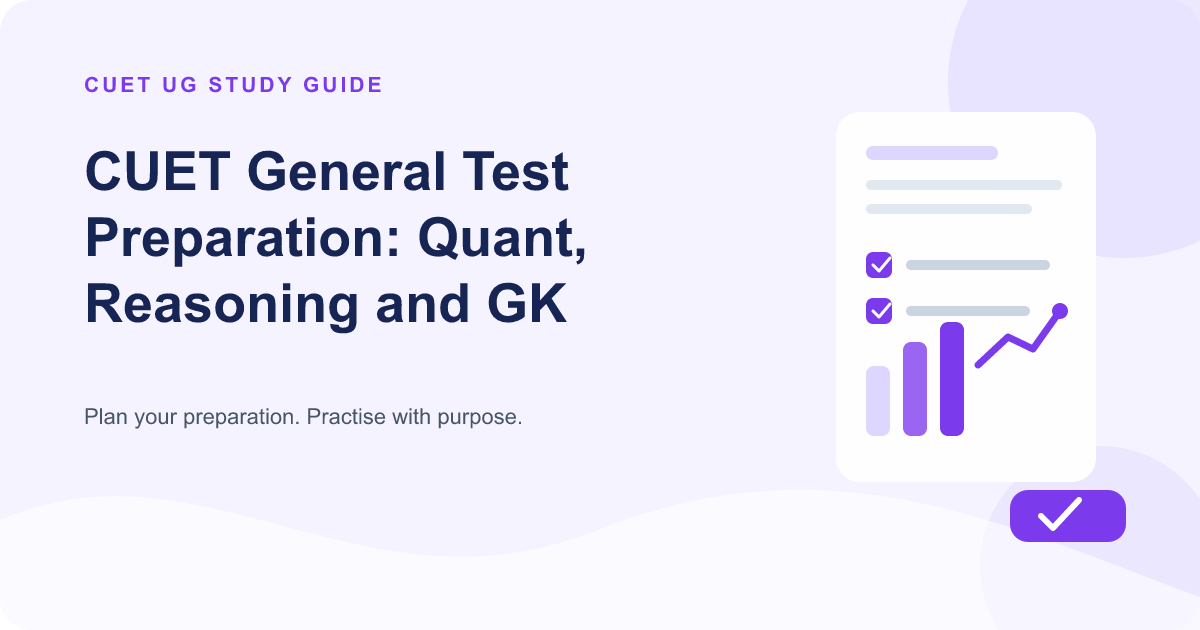 CUET UG STUDY GUIDE
CUET General Test
Preparation: Quant,
Reasoning and GK
Plan your preparation. Practise with purpose.